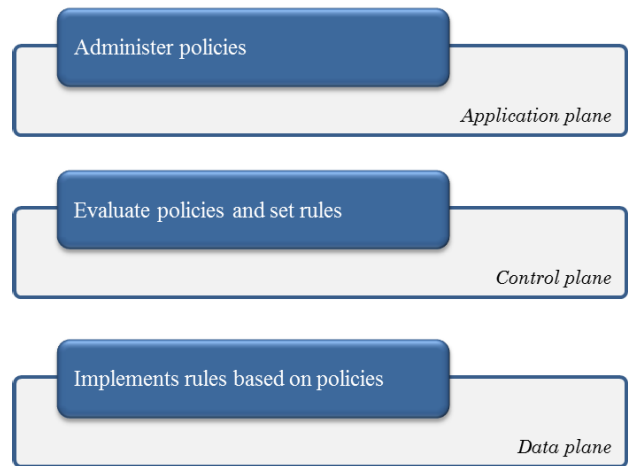 Administer policies
Application plane
Evaluate policies and set rules
Control plane
Implements rules based on policies
Data plane